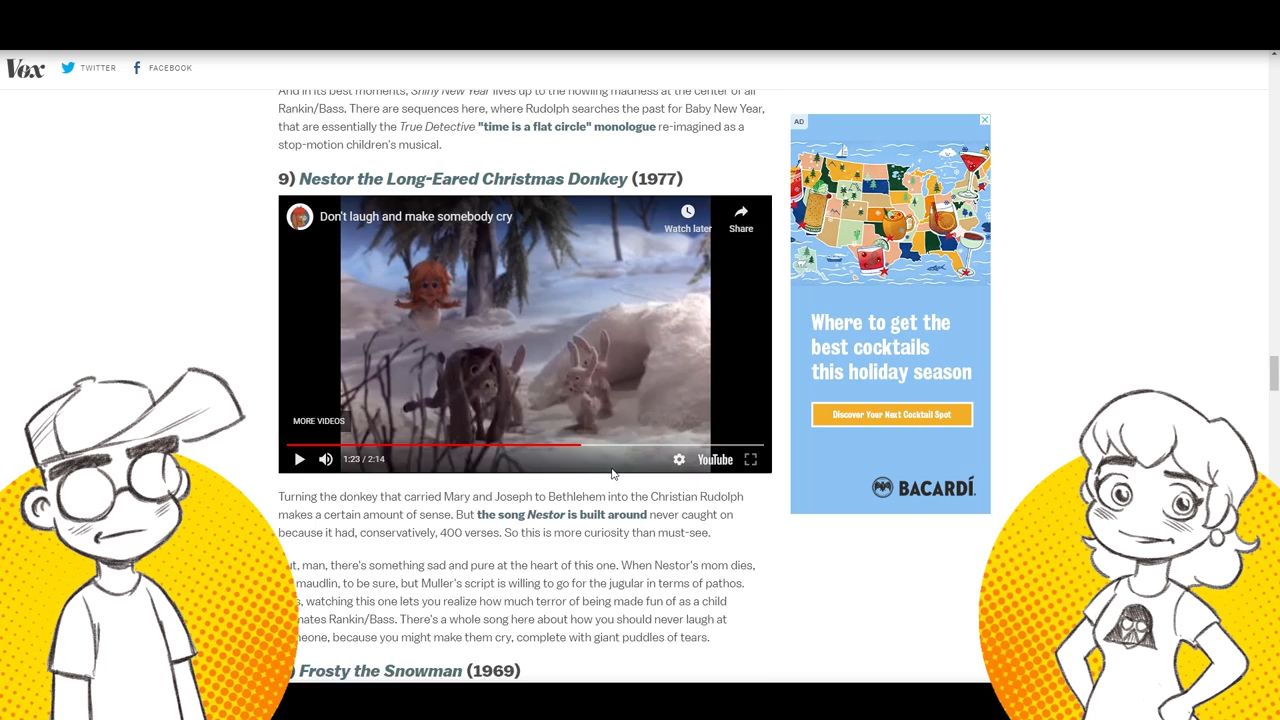 Vox
TWITTER
FACEBOOK
And in its best moments, Shiny New Year lives up to the howling madness at the center of all
Rankin/Bass. There are sequences here, where Rudolph searches the past for Baby New Year,
that are essentially the True Detective "time is a flat circle" monologue re-imagined as a
stop-motion children's musical.
9) Nestor the Long-Eared Christmas Donkey (1977)
Don't laugh and make somebody cry
Watch later
Share
MORE VIDEOS
1:23 / 2:14
YouTube
Turning the donkey that carried Mary and Joseph to Bethlehem into the Christian Rudolph
makes a certain amount of sense. But the song Nestor is built around never caught on
because it had, conservatively, 400 verses. So this is more curiosity than must-see.
ut, man, there's something sad and pure at the heart of this one. When Nestor's mom dies,
maudlin, to be sure, but Muller's script is willing to go for the jugular in terms of pathos.
, watching this one lets you realize how much terror of being made fun of as a child
mates Rankin/Bass. There's a whole song here about how you should never laugh at
eone, because you might make them cry, complete with giant puddles of tears.
) Frosty the Snowman (1969)
AD
Where to get the
best cocktails
this holiday season
Discover Your Next Cocktail Spot
BACARDÍ.